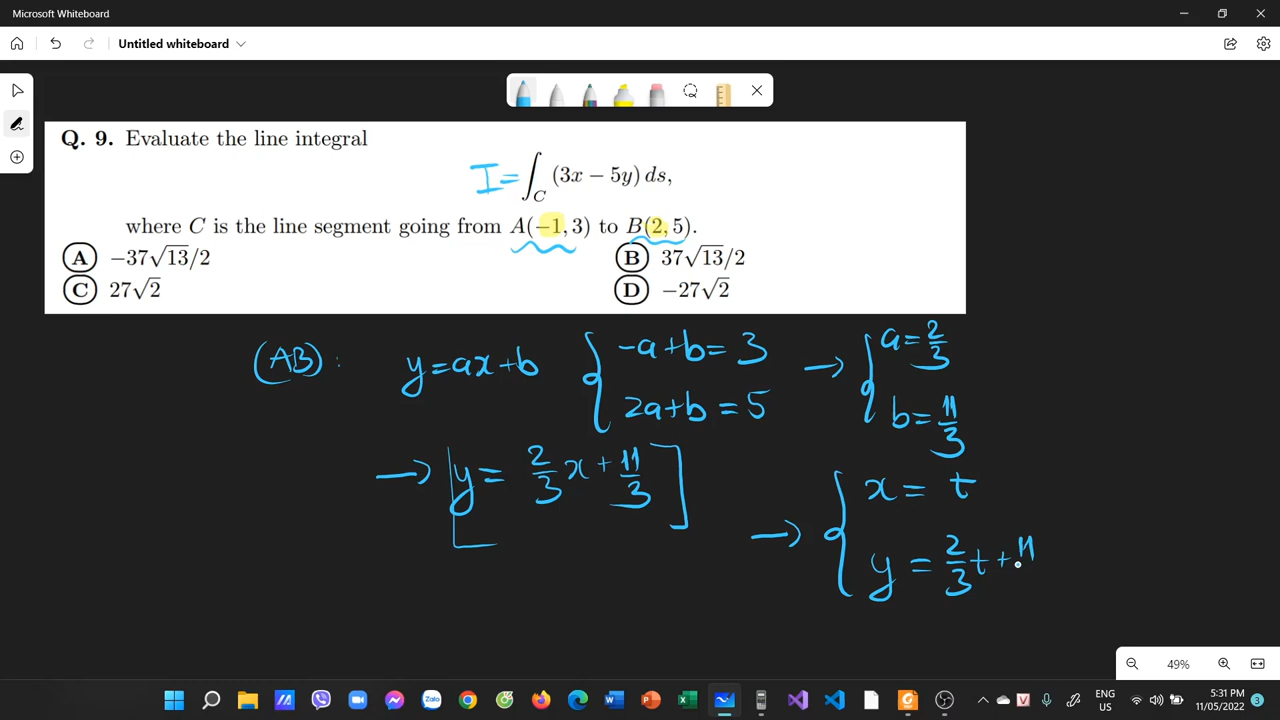 Microsoft Whiteboard
Untitled whiteboard
Q. 9. Evaluate the line integral
I = ∫_C (3x − 5y) ds,
where C is the line segment going from A(−1, 3) to B(2, 5).
A −37√13/2
B 37√13/2
C 27√2
D −27√2
(AB): y=ax+b { -a+b = 3 → { a = 2/3
2a+b = 5 b = 11/3
→ [y = 2/3 x + 11/3]
→ { x = t
y = 2/3 t + 11
49%
Zalo
ENG
US
5:31 PM
11/05/2022
3